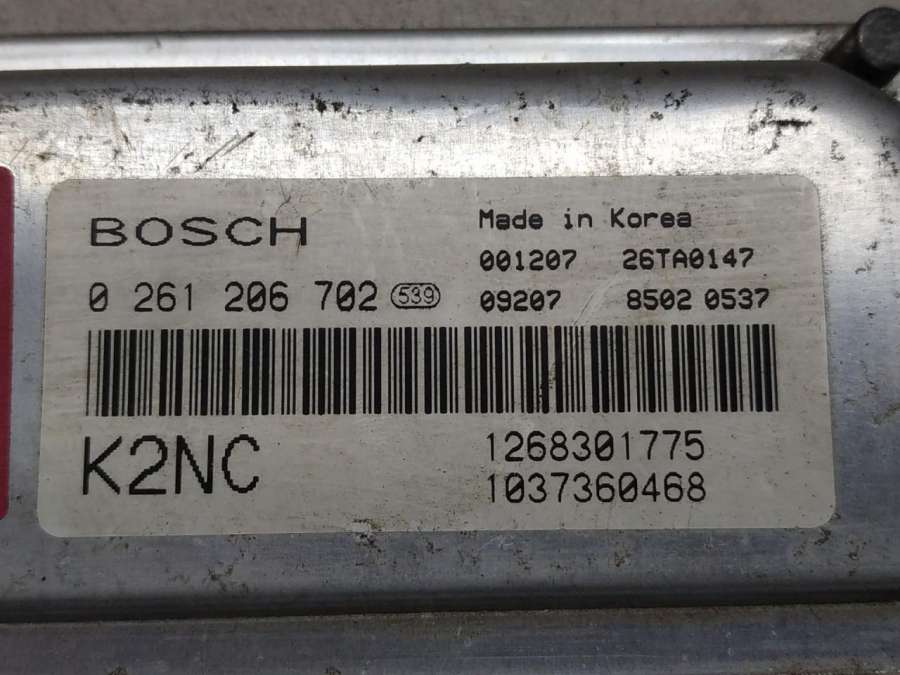 BOSCH
Made in Korea
001207 26TA0147
0 261 206 702 539
09207 8502 0537
K2NC
1268301775
1037360468